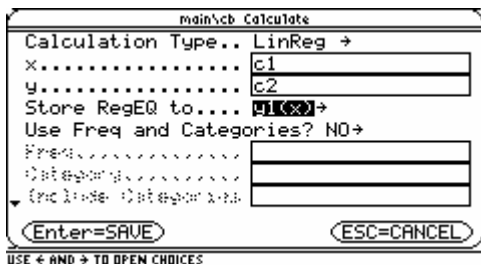 main\cb Calculate
Calculation Type.. LinReg →
x................. c1
y................. c2
Store RegEQ to.... y1(x)→
Use Freq and Categories? NO→
Freq..............
Category..........
Include Categories
Enter=SAVE ESC=CANCEL
USE ← AND → TO OPEN CHOICES